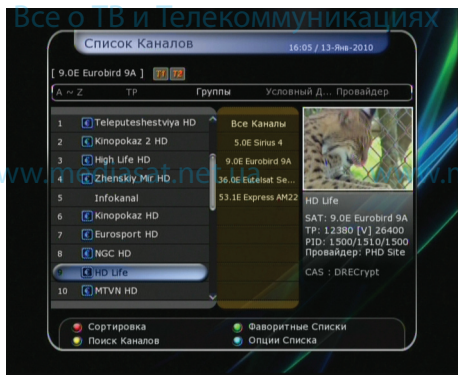 Все о ТВ и Телекоммуникациях
Список Каналов
16:05 / 13-Янв-2010
[ 9.0E Eurobird 9A ] T1 T2
A ~ Z TP Группы Условный Д... Провайдер
1 Teleputeshestviya HD
2 Kinopokaz 2 HD
3 High Life HD
4 Zhenskiy Mir HD
5 Infokanal
6 Kinopokaz HD
7 Eurosport HD
8 NGC HD
9 HD Life
10 MTVN HD
Все Каналы
5.0E Sirius 4
9.0E Eurobird 9A
36.0E Eutelsat Se...
53.1E Express AM22
HD Life
SAT: 9.0E Eurobird 9A
TP: 12380 [V] 26400
PID: 1500/1510/1500
Провайдер: PHD Site
CAS : DRECrypt
www.mediasat.net.ua
Сортировка
Фаворитные Списки
Поиск Каналов
Опции Списка